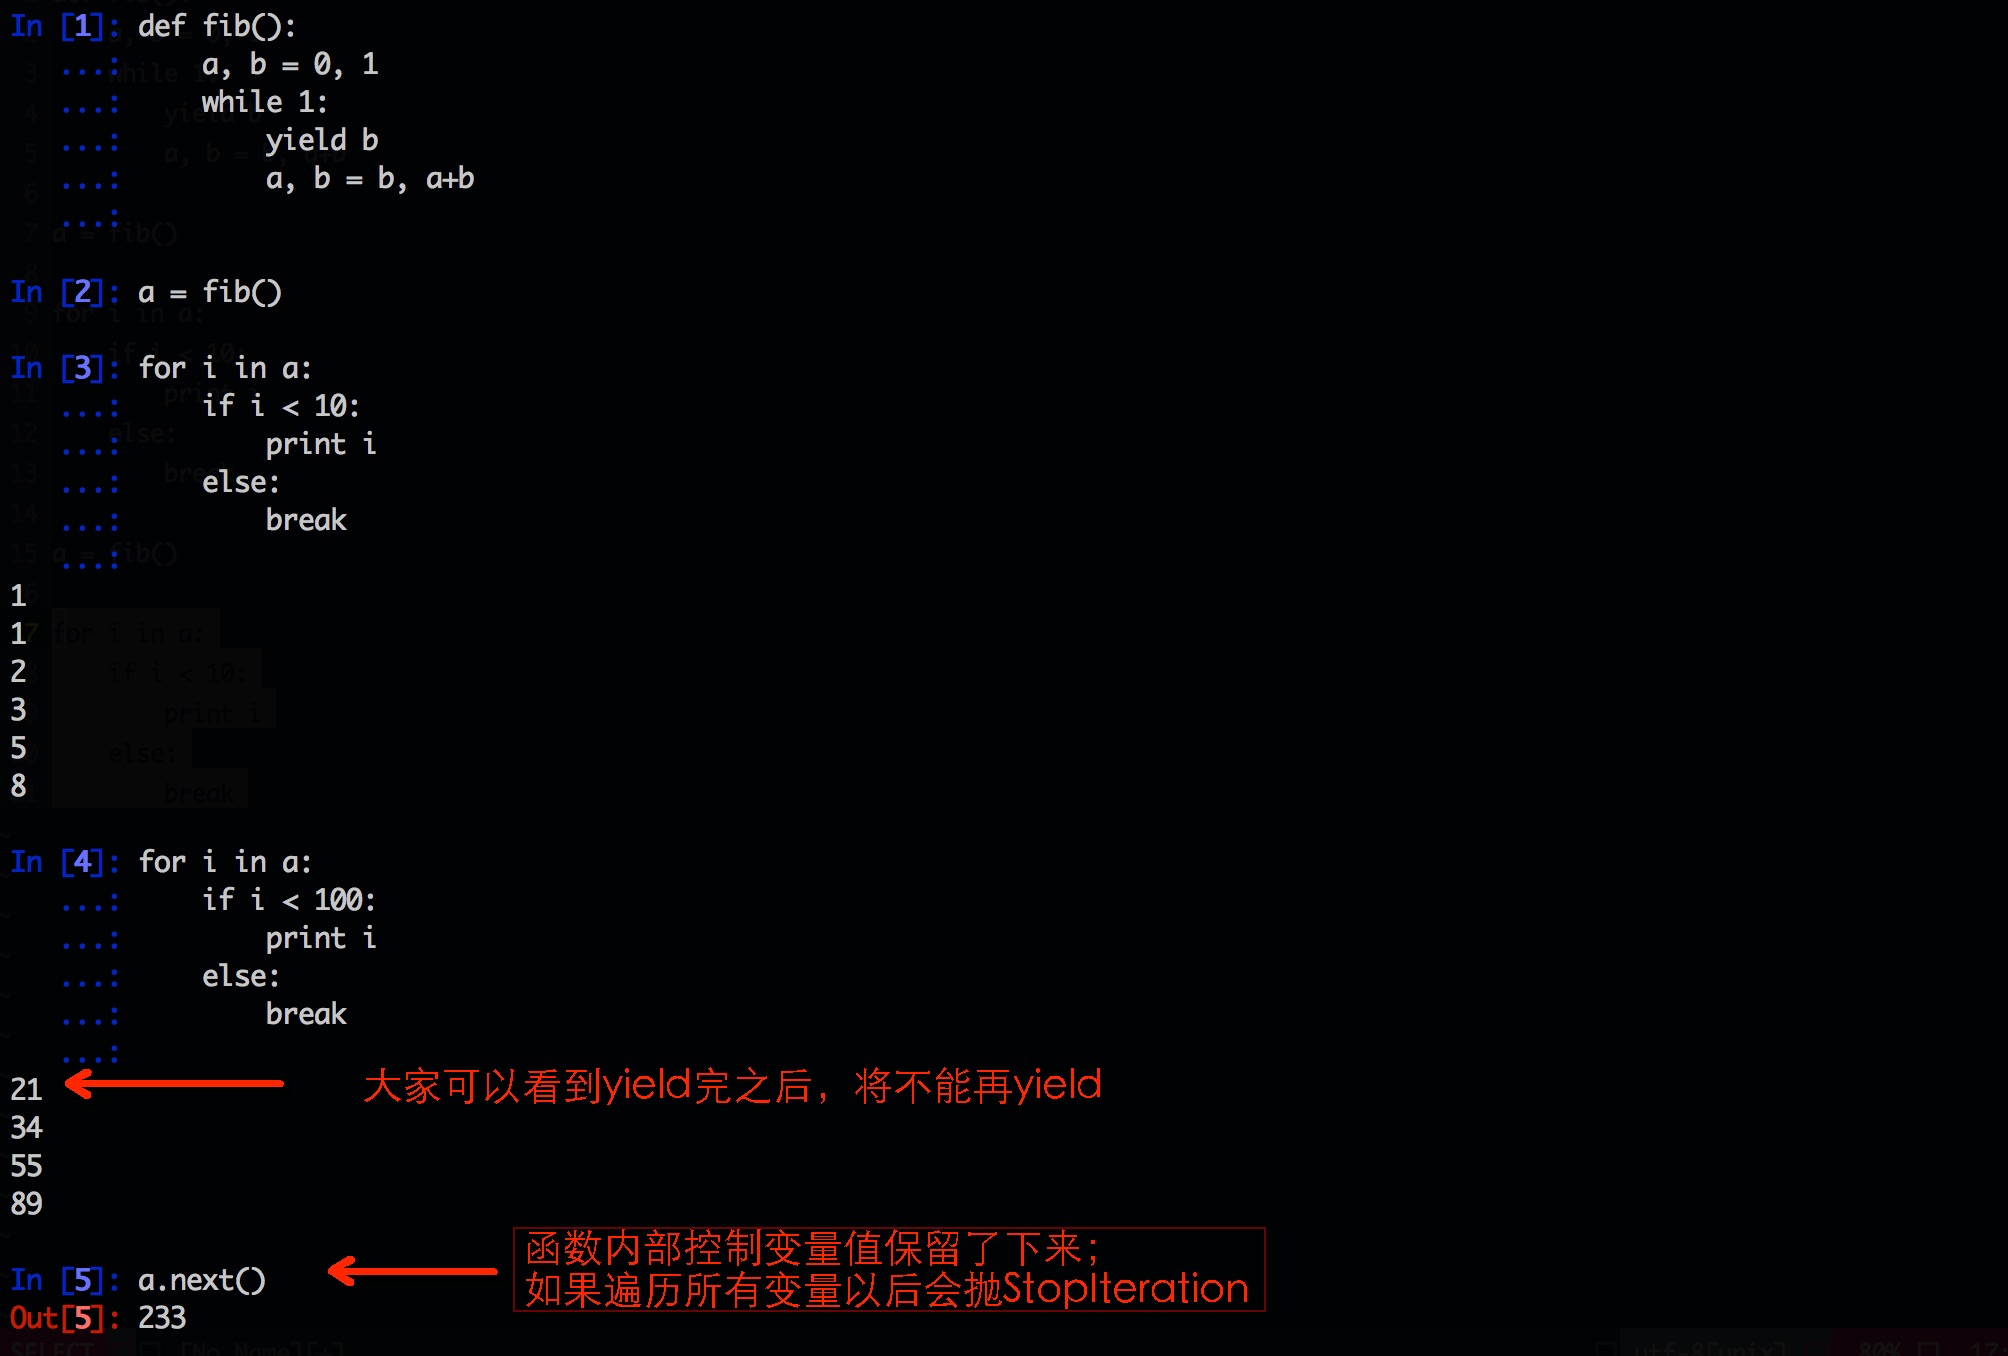 In [1]: def fib():
   ...:     a, b = 0, 1
   ...:     while 1:
   ...:         yield b
   ...:         a, b = b, a+b
   ...:
In [2]: a = fib()
In [3]: for i in a:
   ...:     if i < 10:
   ...:         print i
   ...:     else:
   ...:         break
   ...:
1
1
2
3
5
8
In [4]: for i in a:
   ...:     if i < 100:
   ...:         print i
   ...:     else:
   ...:         break
   ...:
21 大家可以看到yield完之后，将不能再yield
34
55
89
函数内部控制变量值保留了下来；
In [5]: a.next()
如果遍历所有变量以后会抛StopIteration
Out[5]: 233